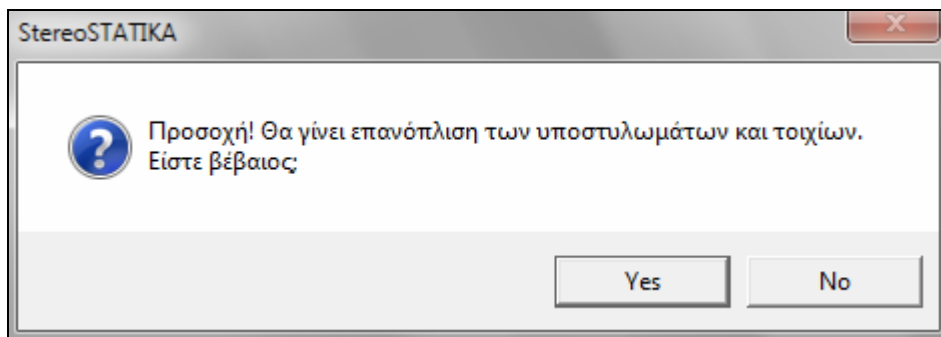 StereoSTATIKA
Προσοχή! Θα γίνει επανόπλιση των υποστυλωμάτων και τοιχίων.
Είστε βέβαιος;
Yes No